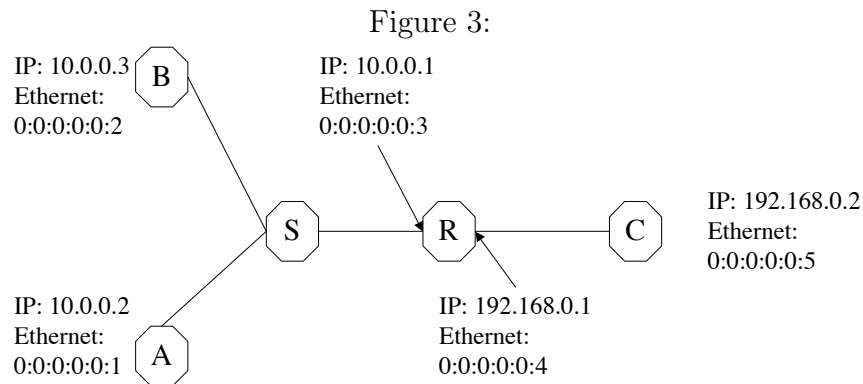 Figure 3:
IP: 10.0.0.3
Ethernet:
0:0:0:0:0:2
B
IP: 10.0.0.1
Ethernet:
0:0:0:0:0:3
S
R
C
IP: 192.168.0.2
Ethernet:
0:0:0:0:0:5
IP: 10.0.0.2
Ethernet:
0:0:0:0:0:1
A
IP: 192.168.0.1
Ethernet:
0:0:0:0:0:4